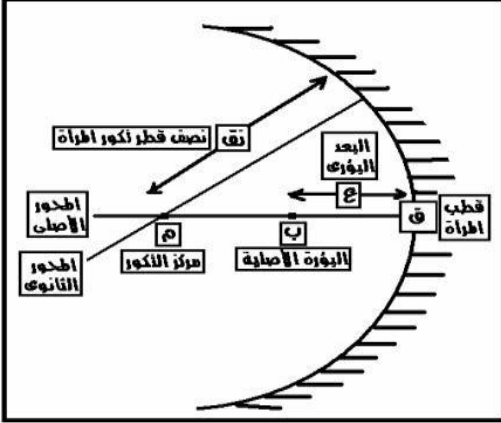 نق
نصف قطر تكور المرآة
البعد
البؤرى
ع
المحور
الأصلى
م
ب
ق
قطب
المرآة
المحور
الثانوى
مركز التكور
البؤرة الأصلية